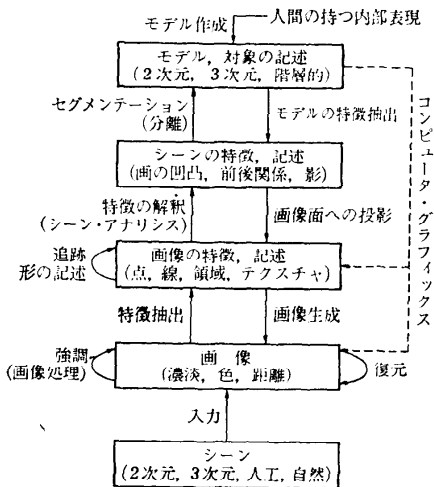 モデル作成
人間の持つ内部表現
モデル，対象の記述
(2次元，3次元，階層的)
セグメンテーション
(分離)
モデルの特徴抽出
シーンの特徴，記述
(画の凹凸，前後関係，影)
特徴の解釈
(シーン・アナリシス)
画像面への投影
追跡
形の記述
画像の特徴，記述
(点，線，領域，テクスチャ)
特徴抽出
画像生成
強調
(画像処理)
画像
(濃淡，色，距離)
復元
入力
シーン
(2次元，3次元，人工，自然)
コンピュータ・グラフィックス